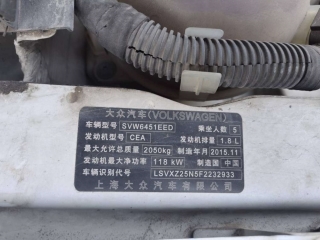 大众汽车(VOLKSWAGEN)
车辆型号 SVW6451EED 乘坐人数 5
发动机型号 CEA 发动机排量 1.8 L
最大允许总质量 2050kg 制造年月 2015.11
发动机最大净功率 118 kW 制造国 中国
车辆识别代号 LSVXZ25N5F2232933
上海大众汽车有限公司